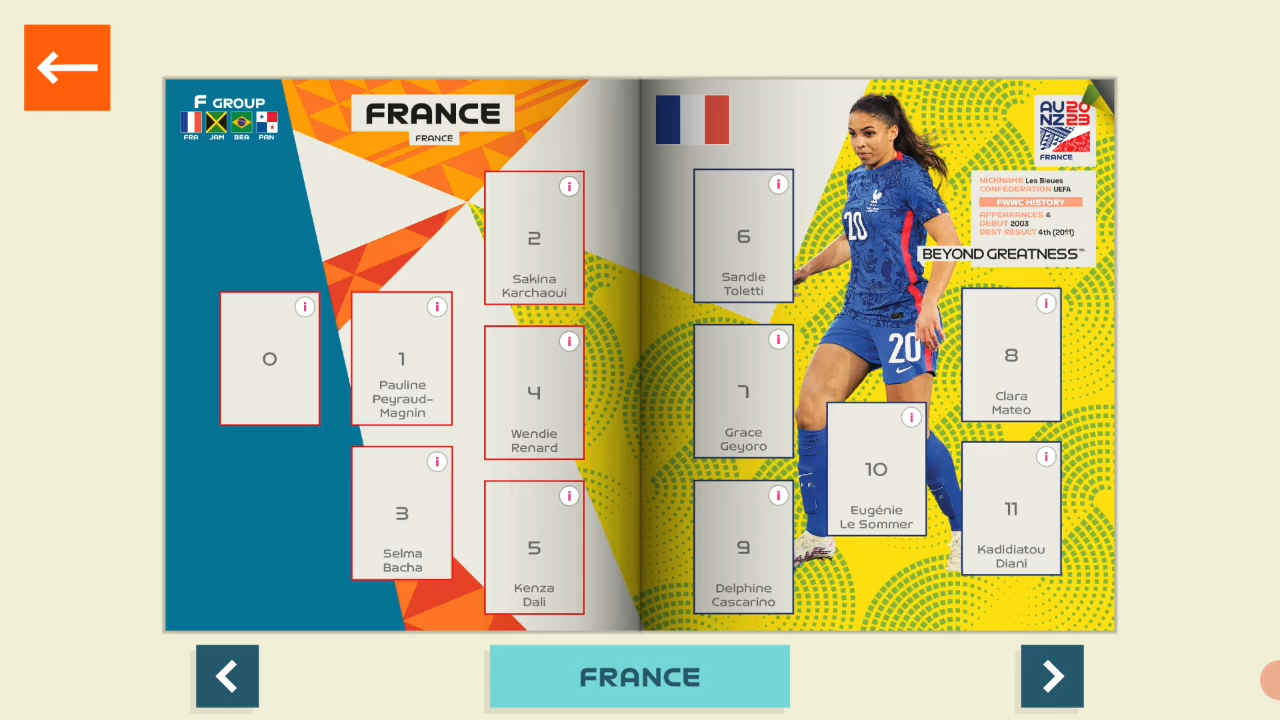 F GROUP
FRA JAM BRA PAN
FRANCE
FRANCE
0
1
Pauline
Peyraud-
Magnin
2
Sakina
Karchaoui
3
Selma
Bacha
4
Wendie
Renard
5
Kenza
Dali
6
Sandie
Toletti
7
Grace
Geyoro
8
Clara
Mateo
9
Delphine
Cascarino
10
Eugénie
Le Sommer
11
Kadidiatou
Diani
20
20
AU20
NZ23
FRANCE
NICKNAME Les Bleues
CONFEDERATION UEFA
FWWC HISTORY
APPEARANCES 4
DEBUT 2003
BEST RESULT 4th (2011)
BEYOND GREATNESS™
FRANCE